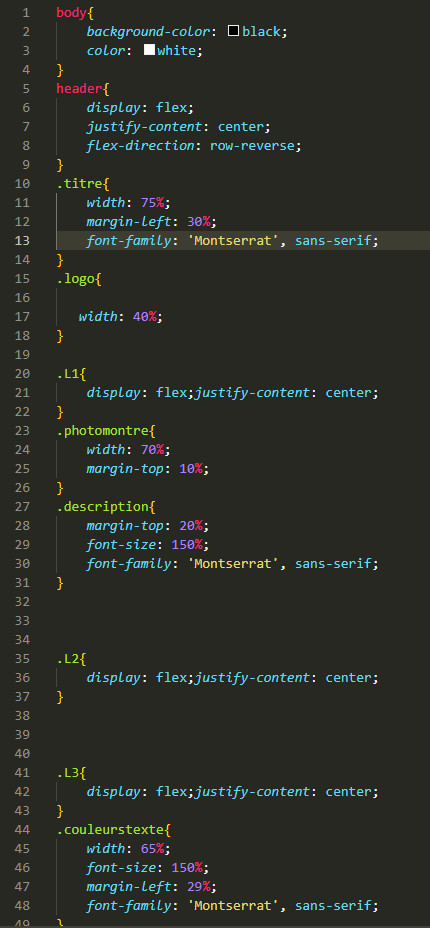 1 body{
2 background-color: black;
3 color: white;
4 }
5 header{
6 display: flex;
7 justify-content: center;
8 flex-direction: row-reverse;
9 }
10 .titre{
11 width: 75%;
12 margin-left: 30%;
13 font-family: 'Montserrat', sans-serif;
14 }
15 .logo{
16
17 width: 40%;
18 }
19
20 .L1{
21 display: flex;justify-content: center;
22 }
23 .photomontre{
24 width: 70%;
25 margin-top: 10%;
26 }
27 .description{
28 margin-top: 20%;
29 font-size: 150%;
30 font-family: 'Montserrat', sans-serif;
31 }
32
33
34
35 .L2{
36 display: flex;justify-content: center;
37 }
38
39
40
41 .L3{
42 display: flex;justify-content: center;
43 }
44 .couleurstexte{
45 width: 65%;
46 font-size: 150%;
47 margin-left: 29%;
48 font-family: 'Montserrat', sans-serif;
49 }